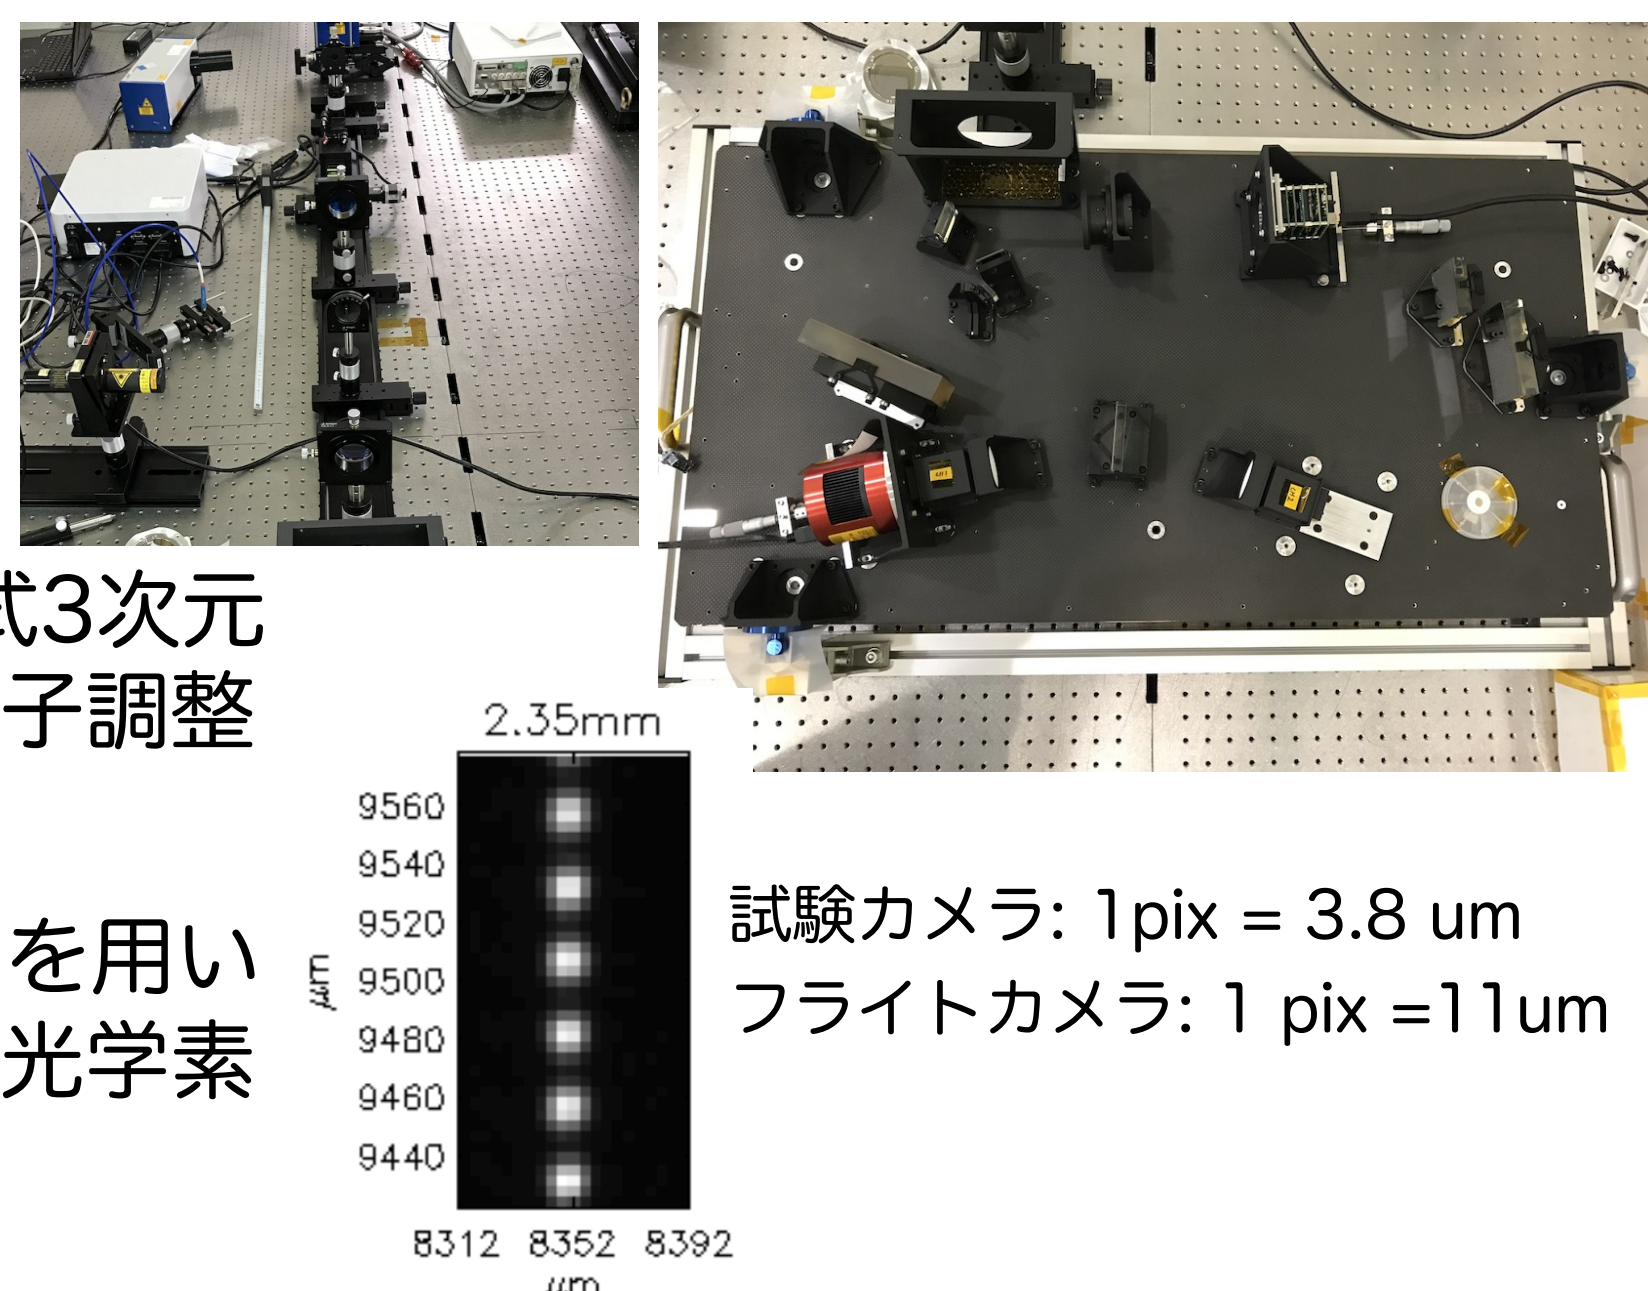 式3次元
子調整
を用い
光学素
2.35mm
9560
9540
9520
9500
9480
9460
9440
μm
8312 8352 8392
μm
試験カメラ: 1pix = 3.8 um
フライトカメラ: 1 pix =11um